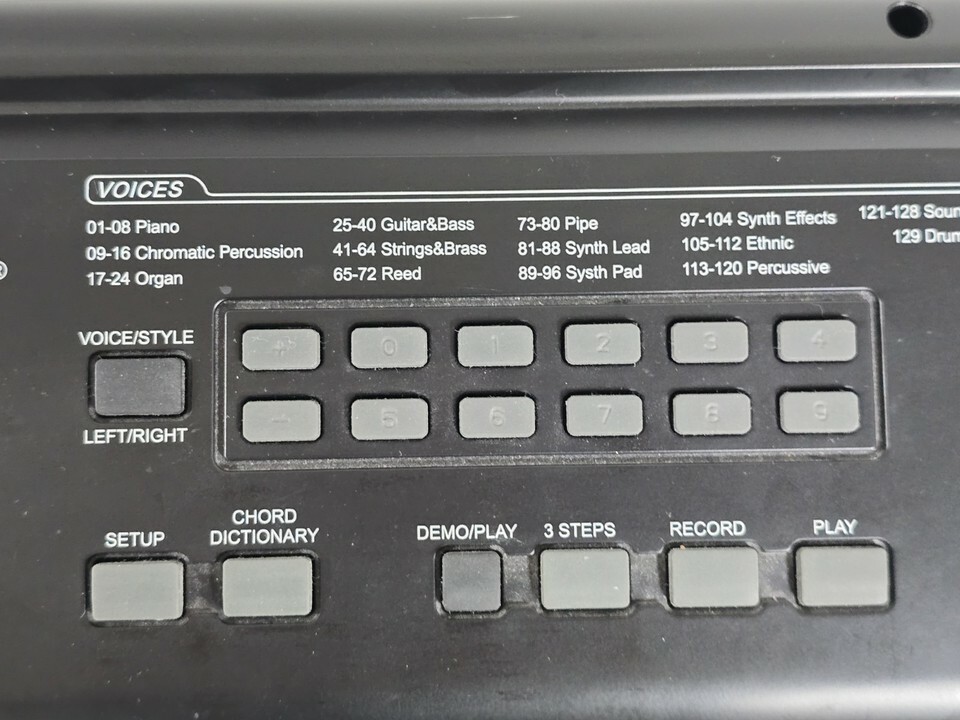 VOICES
01-08 Piano
09-16 Chromatic Percussion
17-24 Organ
25-40 Guitar&Bass
41-64 Strings&Brass
65-72 Reed
73-80 Pipe
81-88 Synth Lead
89-96 Systh Pad
97-104 Synth Effects
105-112 Ethnic
113-120 Percussive
121-128 Soun
129 Drum
®
VOICE/STYLE
LEFT/RIGHT
+ 0 1 2 3 4
- 5 6 7 8 9
SETUP
CHORD
DICTIONARY
DEMO/PLAY
3 STEPS
RECORD
PLAY